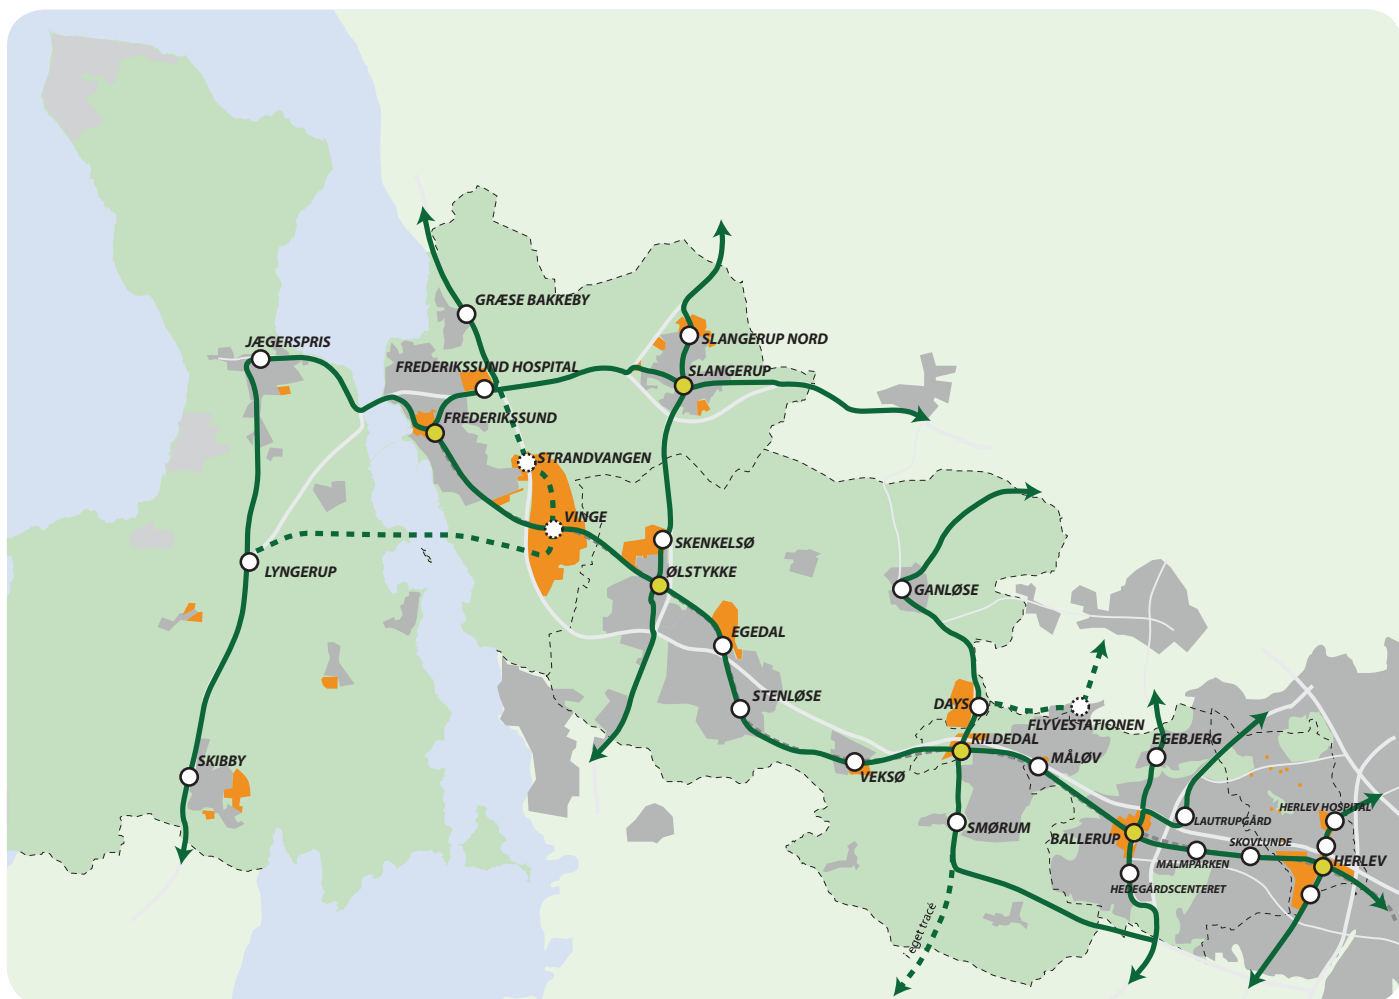 GRÆSE BAKKEBY
JÆGERSPRIS
SLANGERUP NORD
FREDERIKSSUND HOSPITAL
SLANGERUP
FREDERIKSSUND
STRANDVANGEN
VINGE
SKENKELSØ
LYNGERUP
ØLSTYKKE
GANLØSE
EGEDAL
STENLØSE
DAYS
FLYVESTATIONEN
KILDEDAL
EGEBJERG
SKIBBY
VEKSØ
MÅLØV
HERLEV HOSPITAL
LAUTRUPGÅRD
SMØRUM
BALLERUP
SKOVLUNDE
MALMPARKEN
HERLEV
HEDEGÅRDSCENTERET
eget tracé